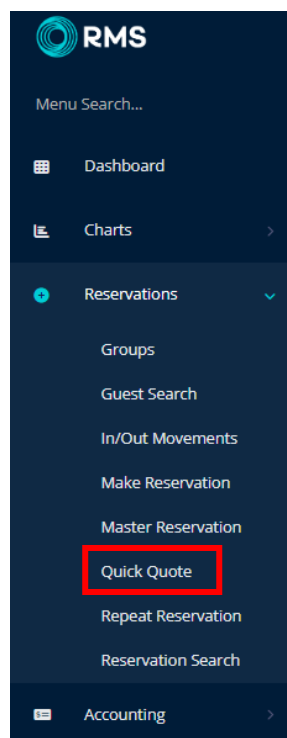 RMS
Menu Search...
Dashboard
Charts
Reservations
Groups
Guest Search
In/Out Movements
Make Reservation
Master Reservation
Quick Quote
Repeat Reservation
Reservation Search
Accounting